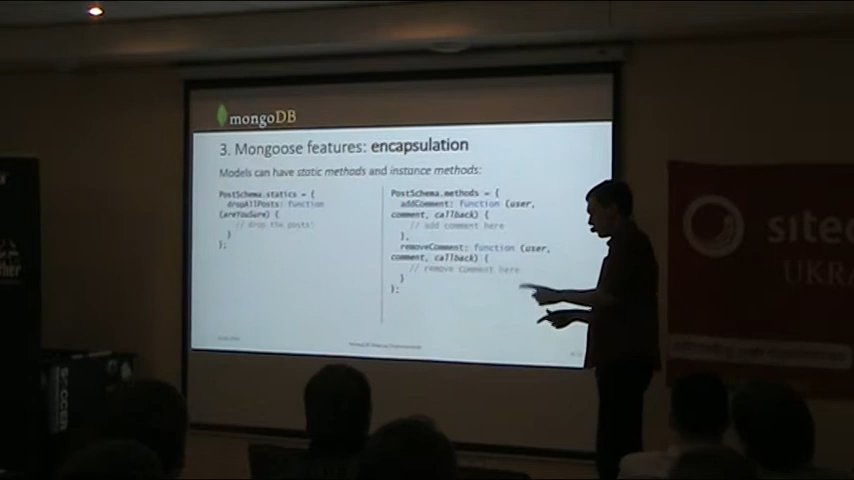 mongoDB
3. Mongoose features: encapsulation
Models can have static methods and instance methods:
PostSchema.statics = {
dropAllPosts: function
(areYouSure) {
// drop the posts!
}
};
PostSchema.methods = {
addComment: function (user,
comment, callback) {
// add comment here
},
removeComment: function (user,
comment, callback) {
// remove comment here
}
};
sitec
UKRA